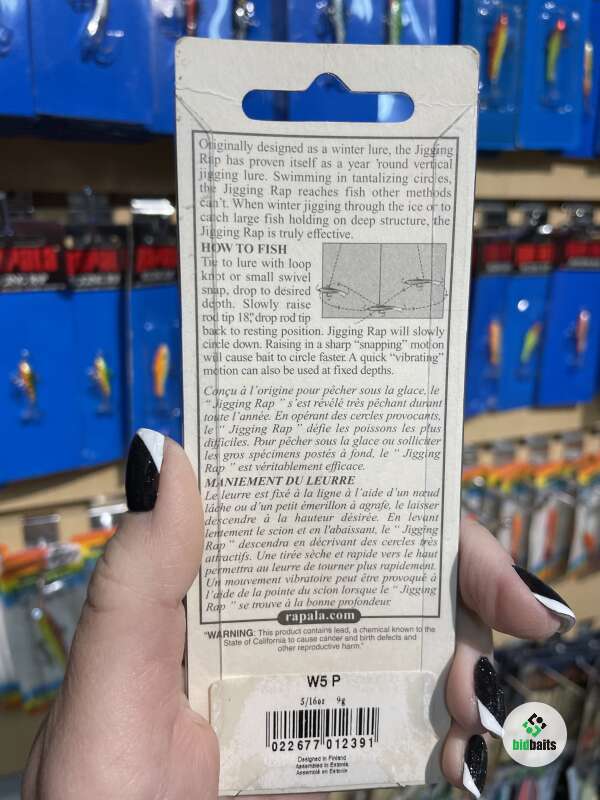 Originally designed as a winter lure, the Jigging
Rap has proven itself as a year 'round vertical
jigging lure. Swimming in tantalizing circles,
the Jigging Rap reaches fish other methods
can't. When winter jigging through the ice or to
catch large fish holding on deep structure, the
Jigging Rap is truly effective.
HOW TO FISH
Tie to lure with loop
knot or small swivel
snap, drop to desired
depth. Slowly raise
rod tip 18", drop rod tip
back to resting position. Jigging Rap will slowly
circle down. Raising in a sharp "snapping" motion
will cause bait to circle faster. A quick "vibrating"
motion can also be used at fixed depths.
Conçu à l'origine pour pêcher sous la glace, le
" Jigging Rap " s'est révélé très pêchant durant
toute l'année. En opérant des cercles provocants,
le " Jigging Rap " défie les poissons les plus
difficiles. Pour pêcher sous la glace ou solliciter
les gros spécimens postés à fond, le " Jigging
Rap " est véritablement efficace.
MANIEMENT DU LEURRE
Le leurre est fixé à la ligne à l'aide d'un nœud
lâche ou d'un petit émerillon à agrafe, le laisser
descendre à la hauteur désirée. En levant
lentement le scion et en l'abaissant, le " Jigging
Rap " descendra en décrivant des cercles très
attractifs. Une tirée sèche et rapide vers le haut
permettra au leurre de tourner plus rapidement.
Un mouvement vibratoire peut être provoqué à
l'aide de la pointe du scion lorsque le " Jigging
Rap " se trouve à la bonne profondeur.
rapala.com
"WARNING: This product contains lead, a chemical known to the
State of California to cause cancer and birth defects and
other reproductive harm."
W5 P
5/16oz 9g
022677 012391
Designed in Finland
Assembled in Estonia
Assemblé en Estonie
bidbaits